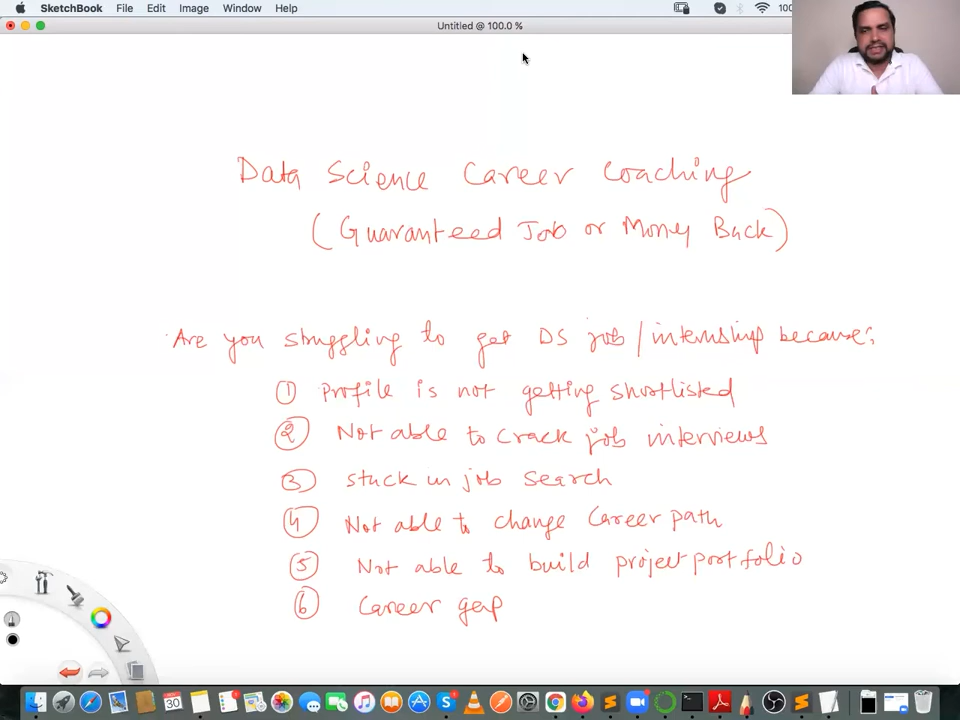 SketchBook File Edit Image Window Help 100
Untitled @ 100.0 %
Data Science Career Coaching
(Guaranteed Job or Money Back)
Are you struggling to get DS job/internship because:
1 Profile is not getting shortlisted
2 Not able to crack job interviews
3 stuck in job search
4 Not able to change Career path
5 Not able to build project portfolio
6 Career gap
30